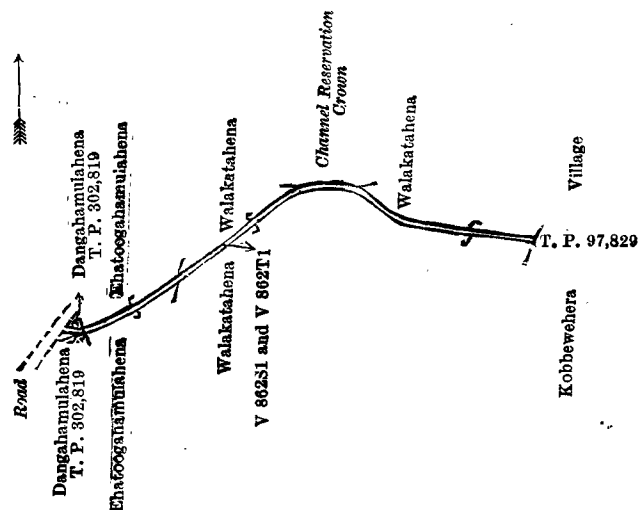 Road
Dangahamulahena
T. P. 302,819
Dangahamulahena
T. P. 302,819
Ehatoogahamulahena
Ehatoogahamulahena
Walakatahena
Walakatahena
V 862S1 and V 862T1
Channel Reservation
Crown
Walakatahena
T. P. 97,829
Kobbewehera
Village